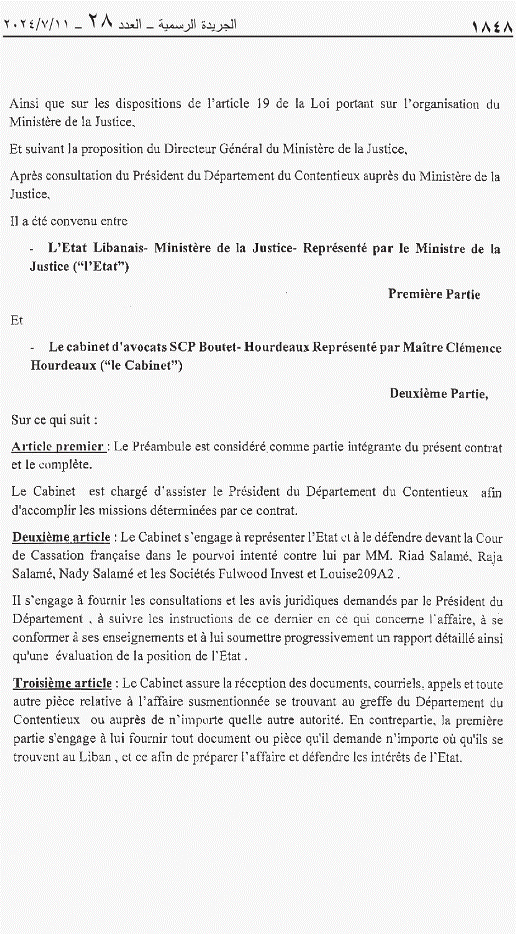 ١٨٤٨ الجريدة الرسمية – العدد ٢٨ – ٢٠٢٤/٧/١١
Ainsi que sur les dispositions de l'article 19 de la Loi portant sur l'organisation du
Ministère de la Justice,
Et suivant la proposition du Directeur Général du Ministère de la Justice,
Après consultation du Président du Département du Contentieux auprès du Ministère de la
Justice,
Il a été convenu entre
- L'Etat Libanais- Ministère de la Justice- Représenté par le Ministre de la
Justice ("l'Etat")
Première Partie
Et
- Le cabinet d'avocats SCP Boutet- Hourdeaux Représenté par Maître Clémence
Hourdeaux ("le Cabinet")
Deuxième Partie,
Sur ce qui suit :
Article premier : Le Préambule est considéré comme partie intégrante du présent contrat
et le complète.
Le Cabinet est chargé d'assister le Président du Département du Contentieux afin
d'accomplir les missions déterminées par ce contrat.
Deuxième article : Le Cabinet s'engage à représenter l'Etat et à le défendre devant la Cour
de Cassation française dans le pourvoi intenté contre lui par MM. Riad Salamé, Raja
Salamé, Nady Salamé et les Sociétés Fulwood Invest et Louise209A2 .
Il s'engage à fournir les consultations et les avis juridiques demandés par le Président du
Département , à suivre les instructions de ce dernier en ce qui concerne l'affaire, à se
conformer à ses enseignements et à lui soumettre progressivement un rapport détaillé ainsi
qu'une évaluation de la position de l'Etat .
Troisième article : Le Cabinet assure la réception des documents, courriels, appels et toute
autre pièce relative à l'affaire susmentionnée se trouvant au greffe du Département du
Contentieux ou auprès de n'importe quelle autre autorité. En contrepartie, la première
partie s'engage à lui fournir tout document ou pièce qu'il demande n'importe où qu'ils se
trouvent au Liban , et ce afin de préparer l'affaire et défendre les intérêts de l'Etat.